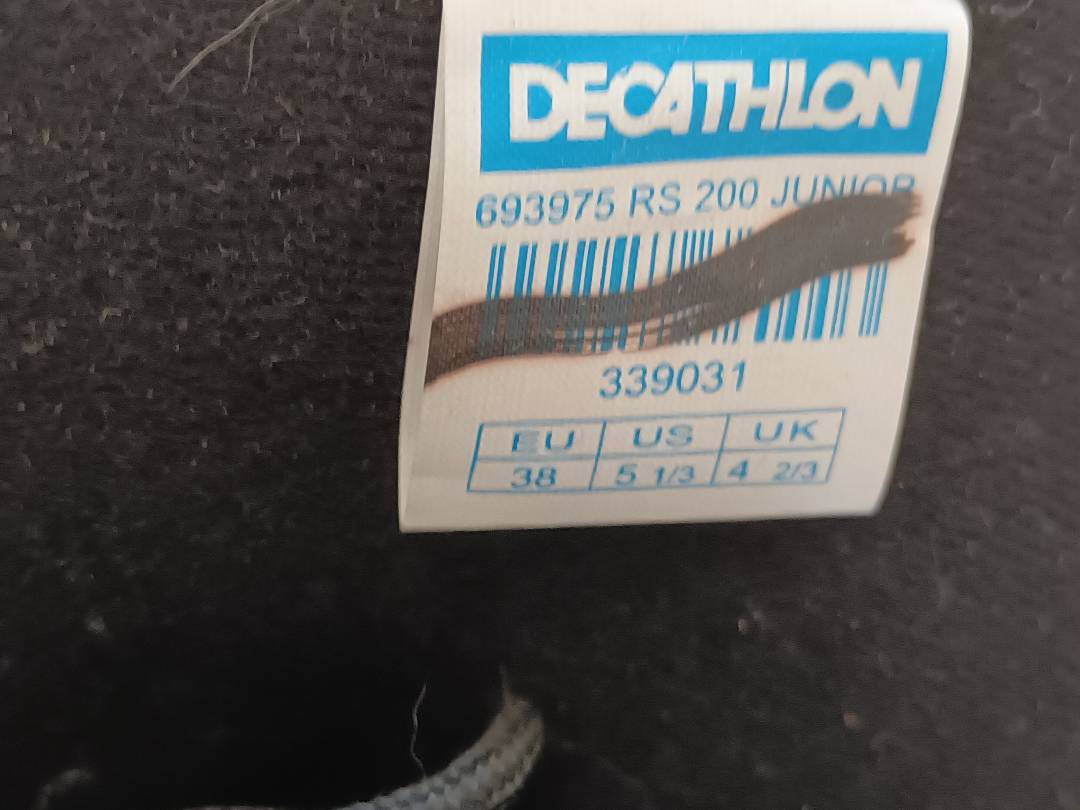 DECATHLON
693975 RS 200 JUNIOR
339031
EU US UK
38 5 1/3 4 2/3